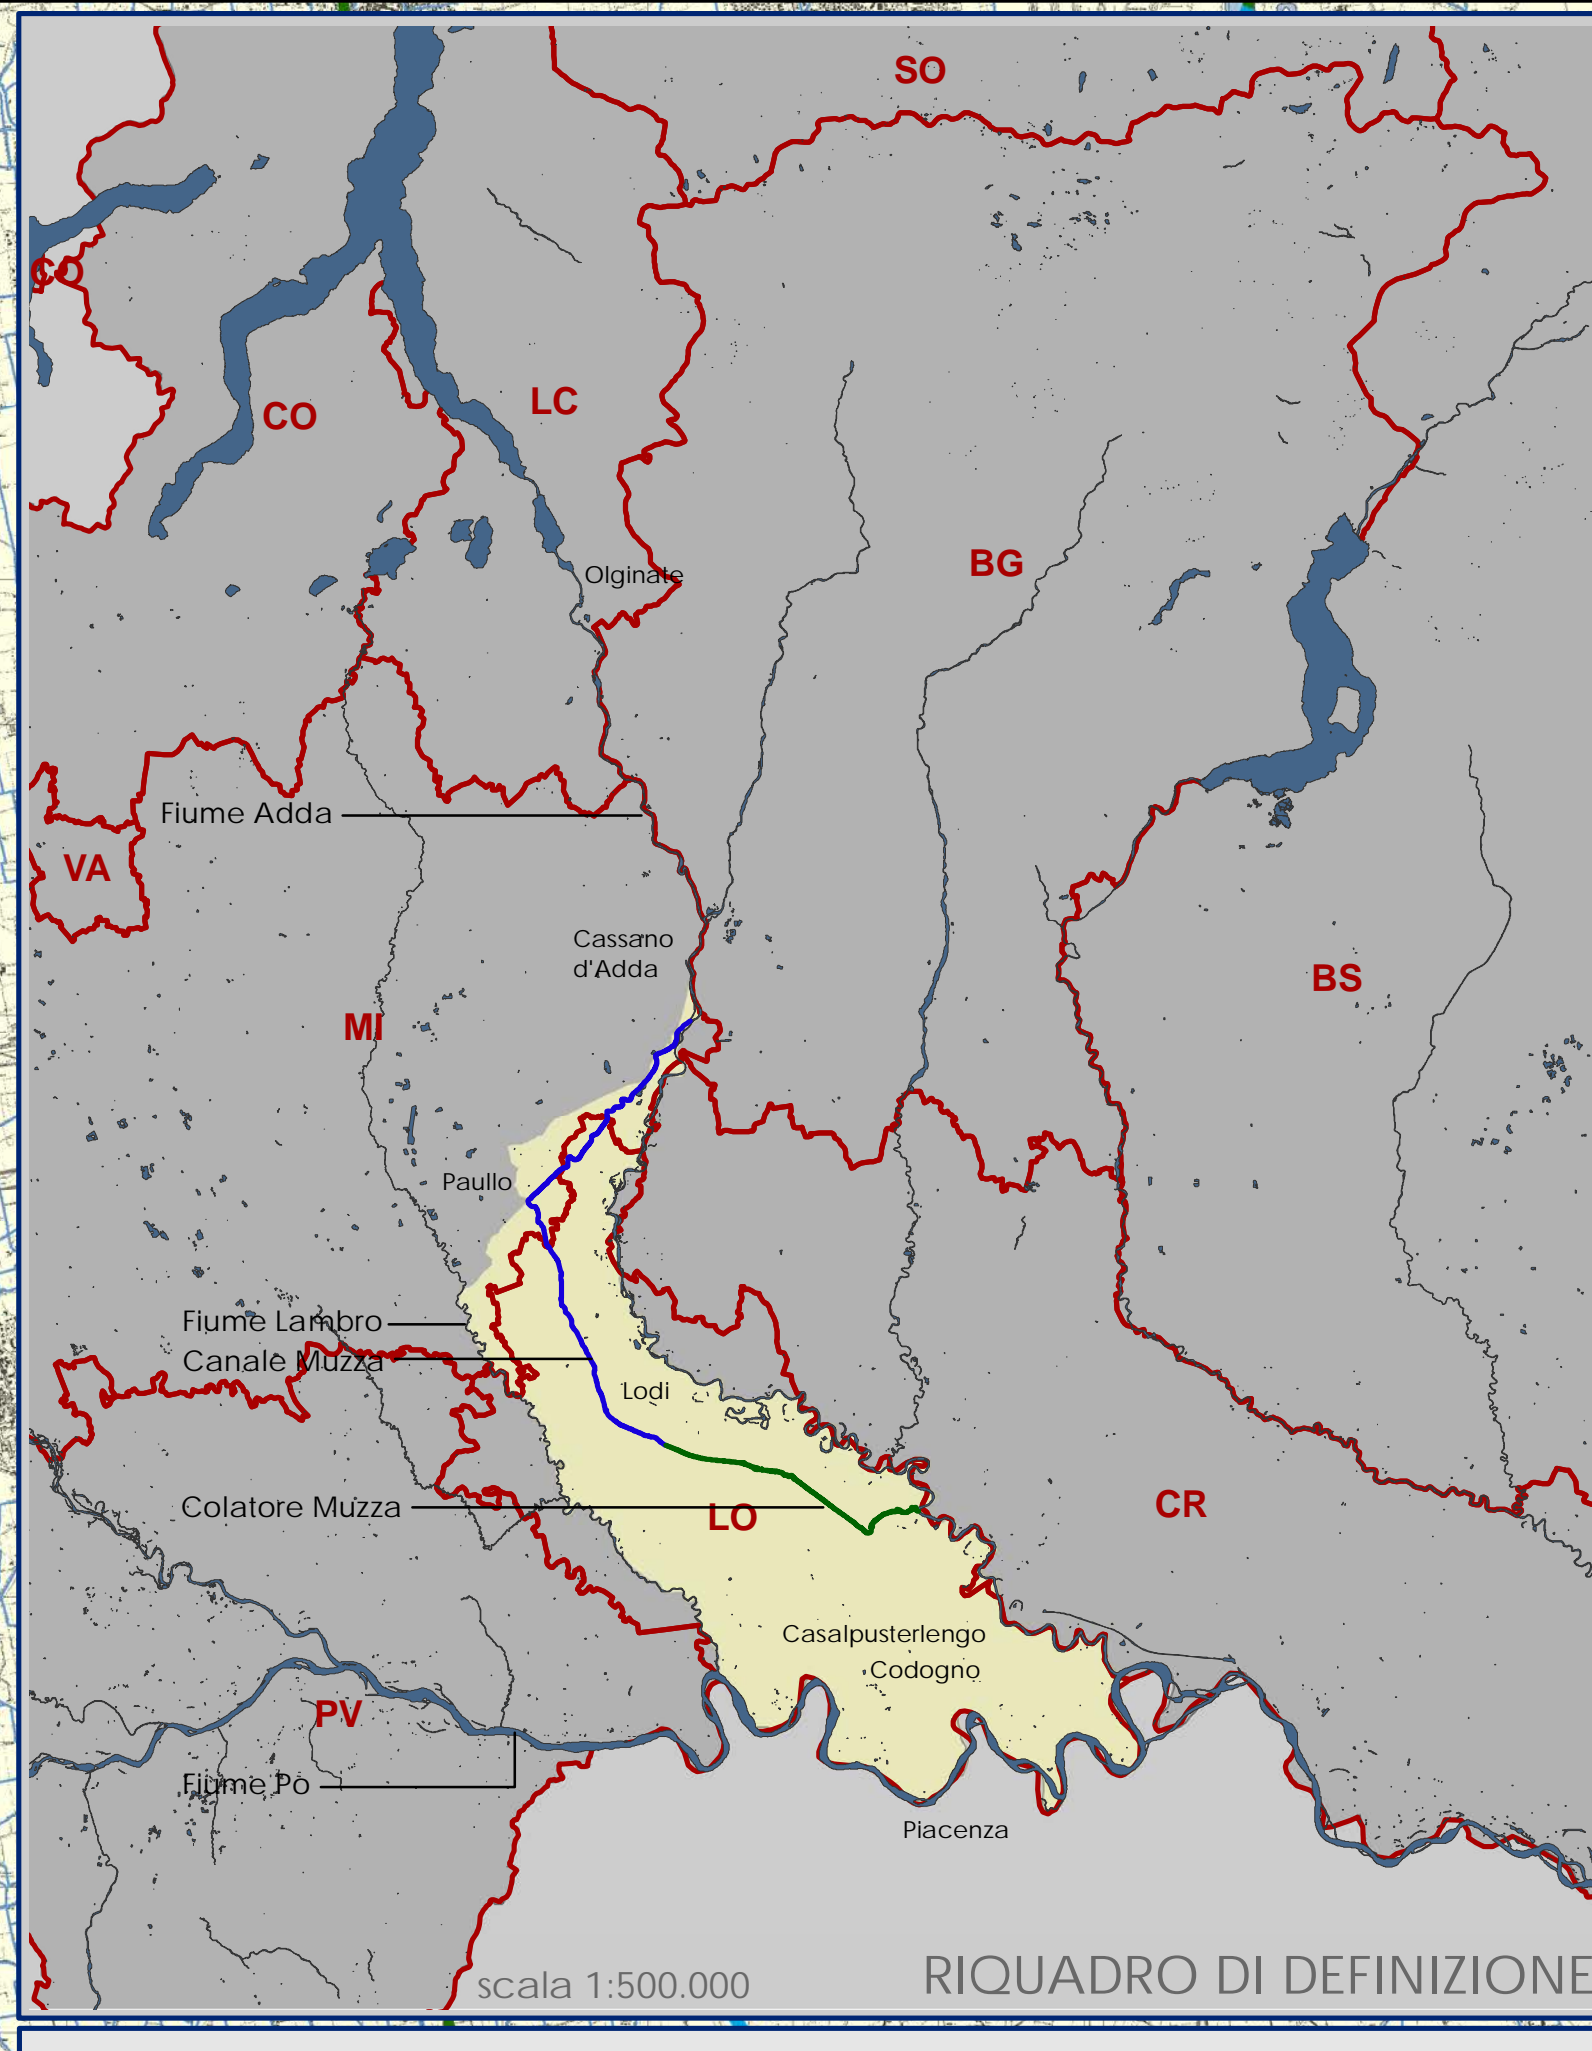 SO
CO
CO
LC
Olginate
BG
Fiume Adda
VA
Cassano
d'Adda
BS
MI
Paullo
Fiume Lambro
Canale Muzza
Lodi
Colatore Muzza
LO
CR
Casalpusterlengo
Codogno
PV
Fiume Po
Piacenza
scala 1:500.000
RIQUADRO DI DEFINIZIONE